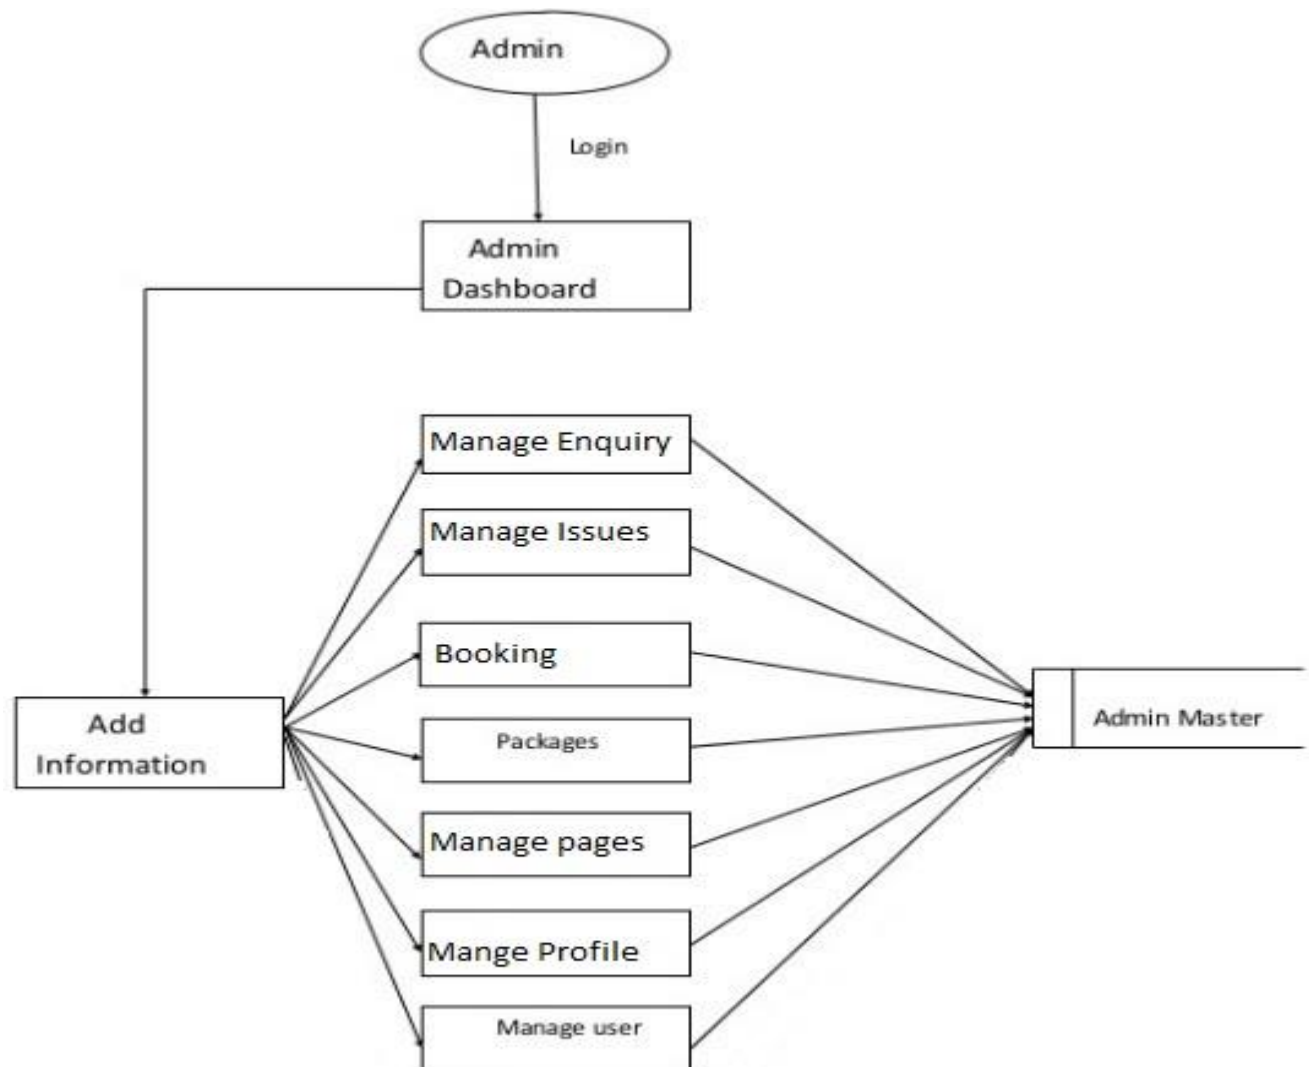 Admin
Login
Admin
Dashboard
Manage Enquiry
Manage Issues
Booking
Packages
Manage pages
Mange Profile
Manage user
Add
Information
Admin Master